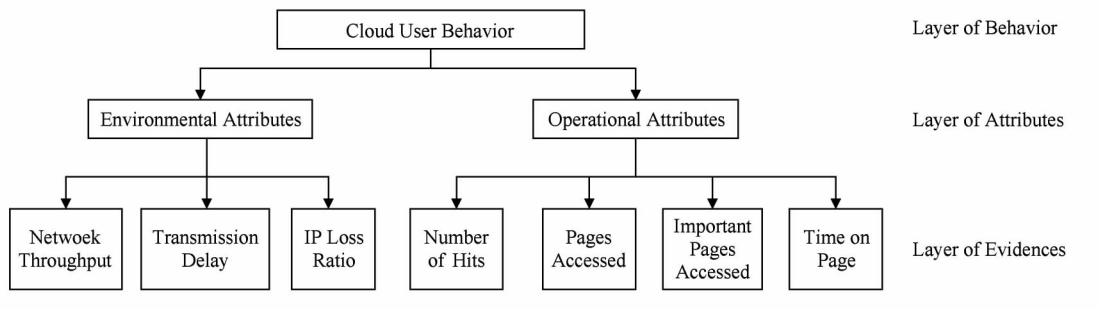 Cloud User Behavior
Layer of Behavior
Environmental Attributes
Operational Attributes
Layer of Attributes
Netwoek
Throughput
Transmission
Delay
IP Loss
Ratio
Number
of Hits
Pages
Accessed
Important
Pages
Accessed
Time on
Page
Layer of Evidences